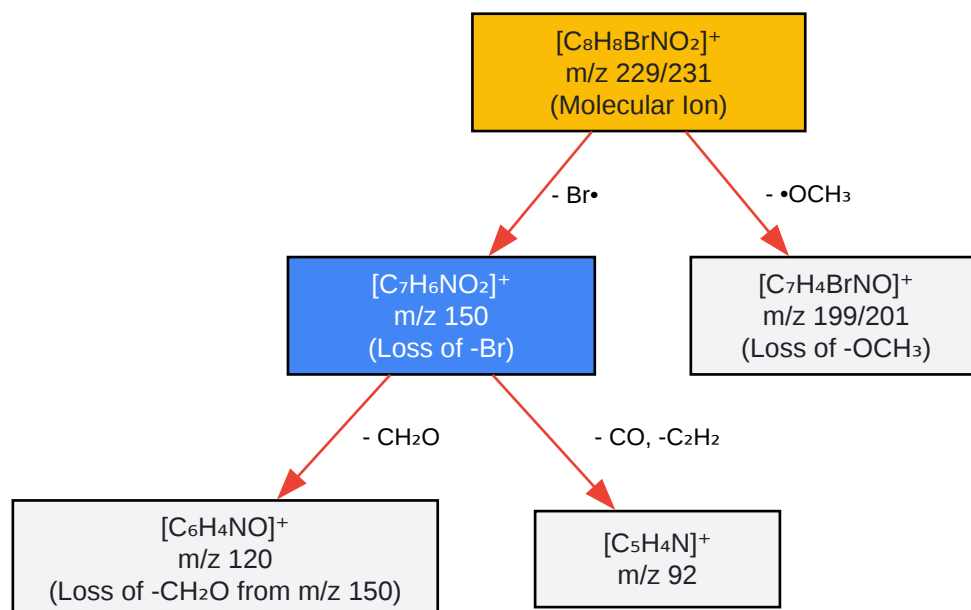 [C₈H₈BrNO₂]⁺
m/z 229/231
(Molecular Ion)
- Br•
- •OCH₃
[C₇H₆NO₂]⁺
m/z 150
(Loss of -Br)
[C₇H₄BrNO]⁺
m/z 199/201
(Loss of -OCH₃)
- CH₂O
- CO, -C₂H₂
[C₆H₄NO]⁺
m/z 120
(Loss of -CH₂O from m/z 150)
[C₅H₄N]⁺
m/z 92